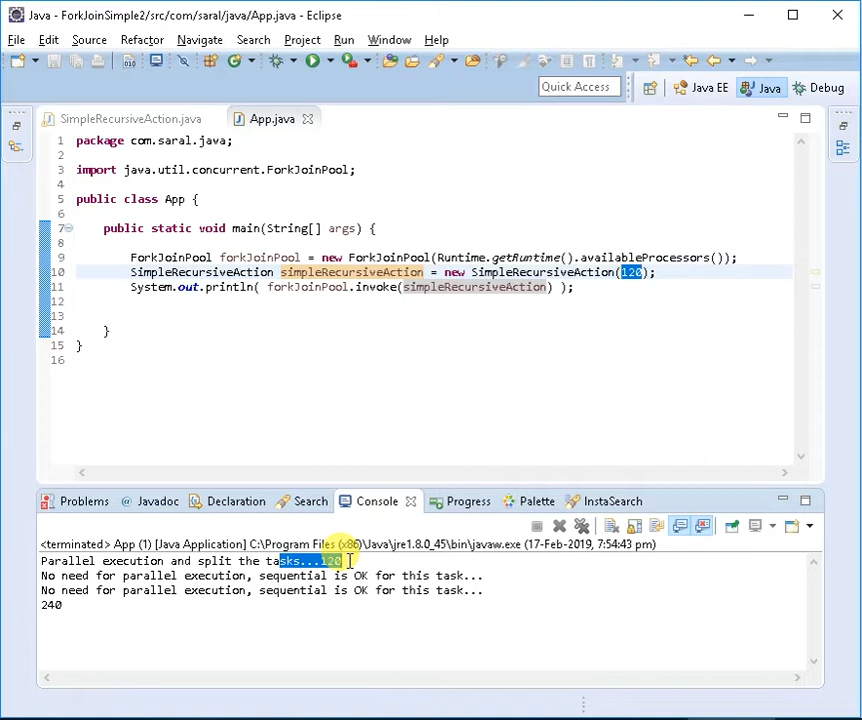 Java - ForkJoinSimple2/src/com/saral/java/App.java - Eclipse
File Edit Source Refactor Navigate Search Project Run Window Help
Quick Access
Java EE
Java
Debug
SimpleRecursiveAction.java
App.java
1 package com.saral.java;
2
3 import java.util.concurrent.ForkJoinPool;
4
5 public class App {
6
7 public static void main(String[] args) {
8
9 ForkJoinPool forkJoinPool = new ForkJoinPool(Runtime.getRuntime().availableProcessors());
10 SimpleRecursiveAction simpleRecursiveAction = new SimpleRecursiveAction(120);
11 System.out.println( forkJoinPool.invoke(simpleRecursiveAction) );
12
13
14 }
15 }
16
Problems @ Javadoc Declaration Search Console Progress Palette InstaSearch
<terminated> App (1) [Java Application] C:\Program Files (x86)\Java\jre1.8.0_45\bin\javaw.exe (17-Feb-2019, 7:54:43 pm)
Parallel execution and split the tasks...120
No need for parallel execution, sequential is OK for this task...
No need for parallel execution, sequential is OK for this task...
240